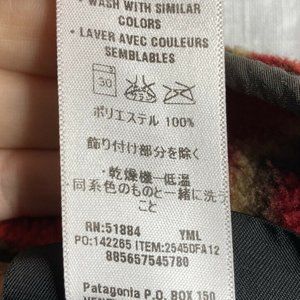 • WASH WITH SIMILAR
COLORS
• LAVER AVEC COULEURS
SEMBLABLES
30
ポリエステル 100%
飾り付け部分を除く
・乾燥機ー低温
・同系色のものと一緒に洗う
こと
RN:51884 YML
PO:142265 ITEM:25450FA12
885657545780
Patagonia P.O. BOX 150